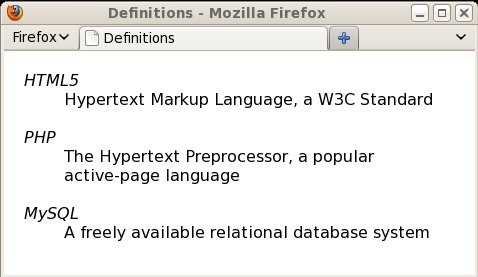 Definitions - Mozilla Firefox
Firefox
Definitions
HTML5
Hypertext Markup Language, a W3C Standard
PHP
The Hypertext Preprocessor, a popular
active-page language
MySQL
A freely available relational database system